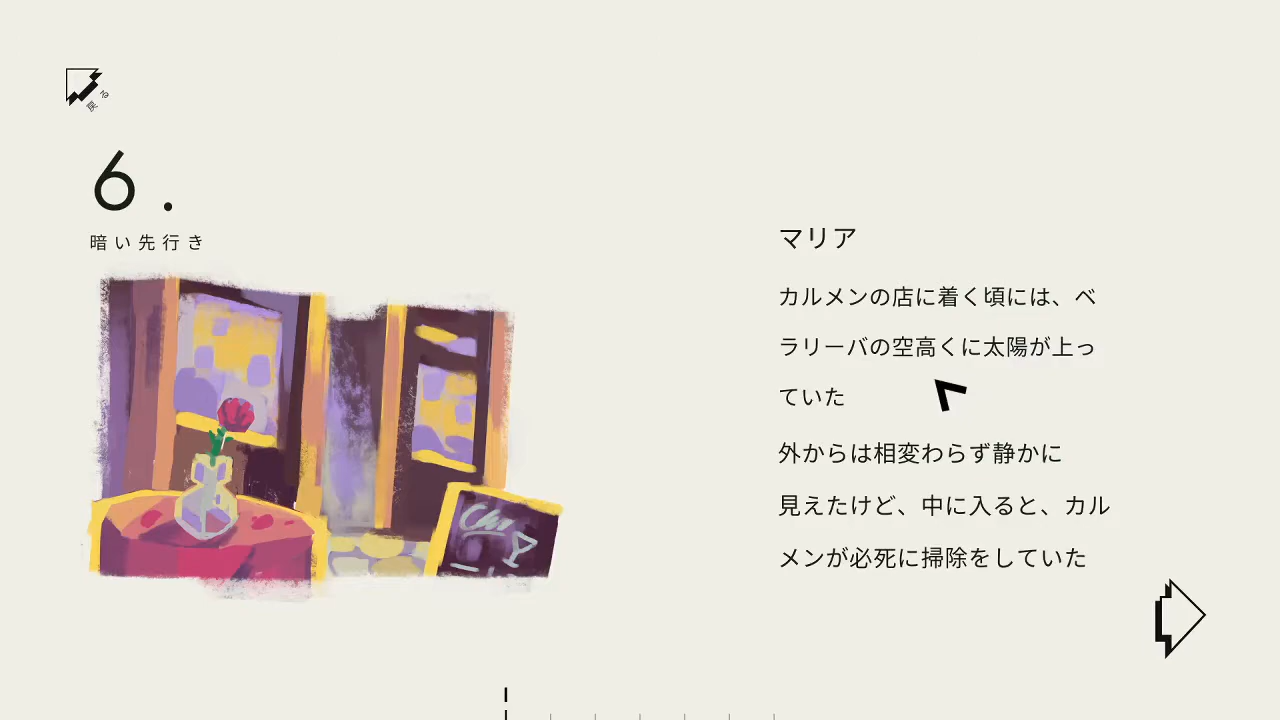 戻る
6.
暗い先行き
マリア
カルメンの店に着く頃には、ベ
ラリーバの空高くに太陽が上っ
ていた
外からは相変わらず静かに
見えたけど、中に入ると、カル
メンが必死に掃除をしていた